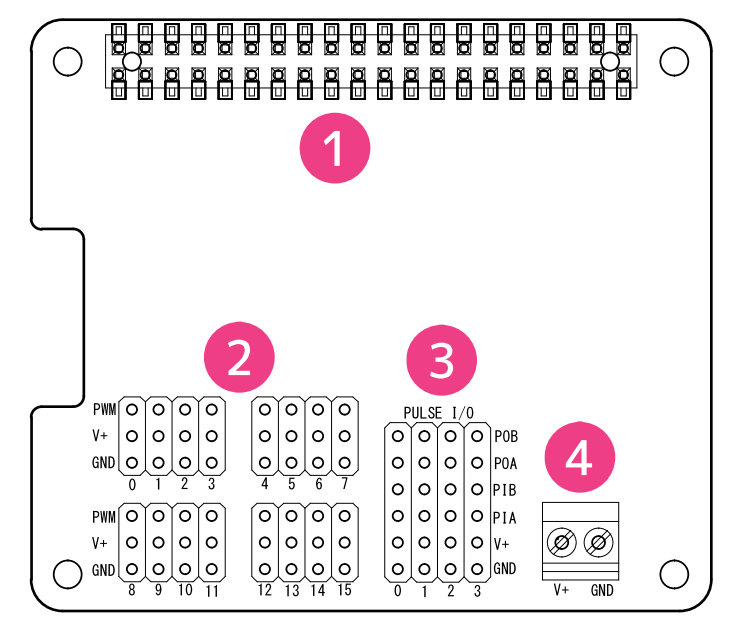 1
2
3
4
PULSE I/O
PWM
V+
GND
0 1 2 3
4 5 6 7
PWM
V+
GND
8 9 10 11
12 13 14 15
POB
POA
PIB
PIA
V+
GND
0 1 2 3
V+ GND